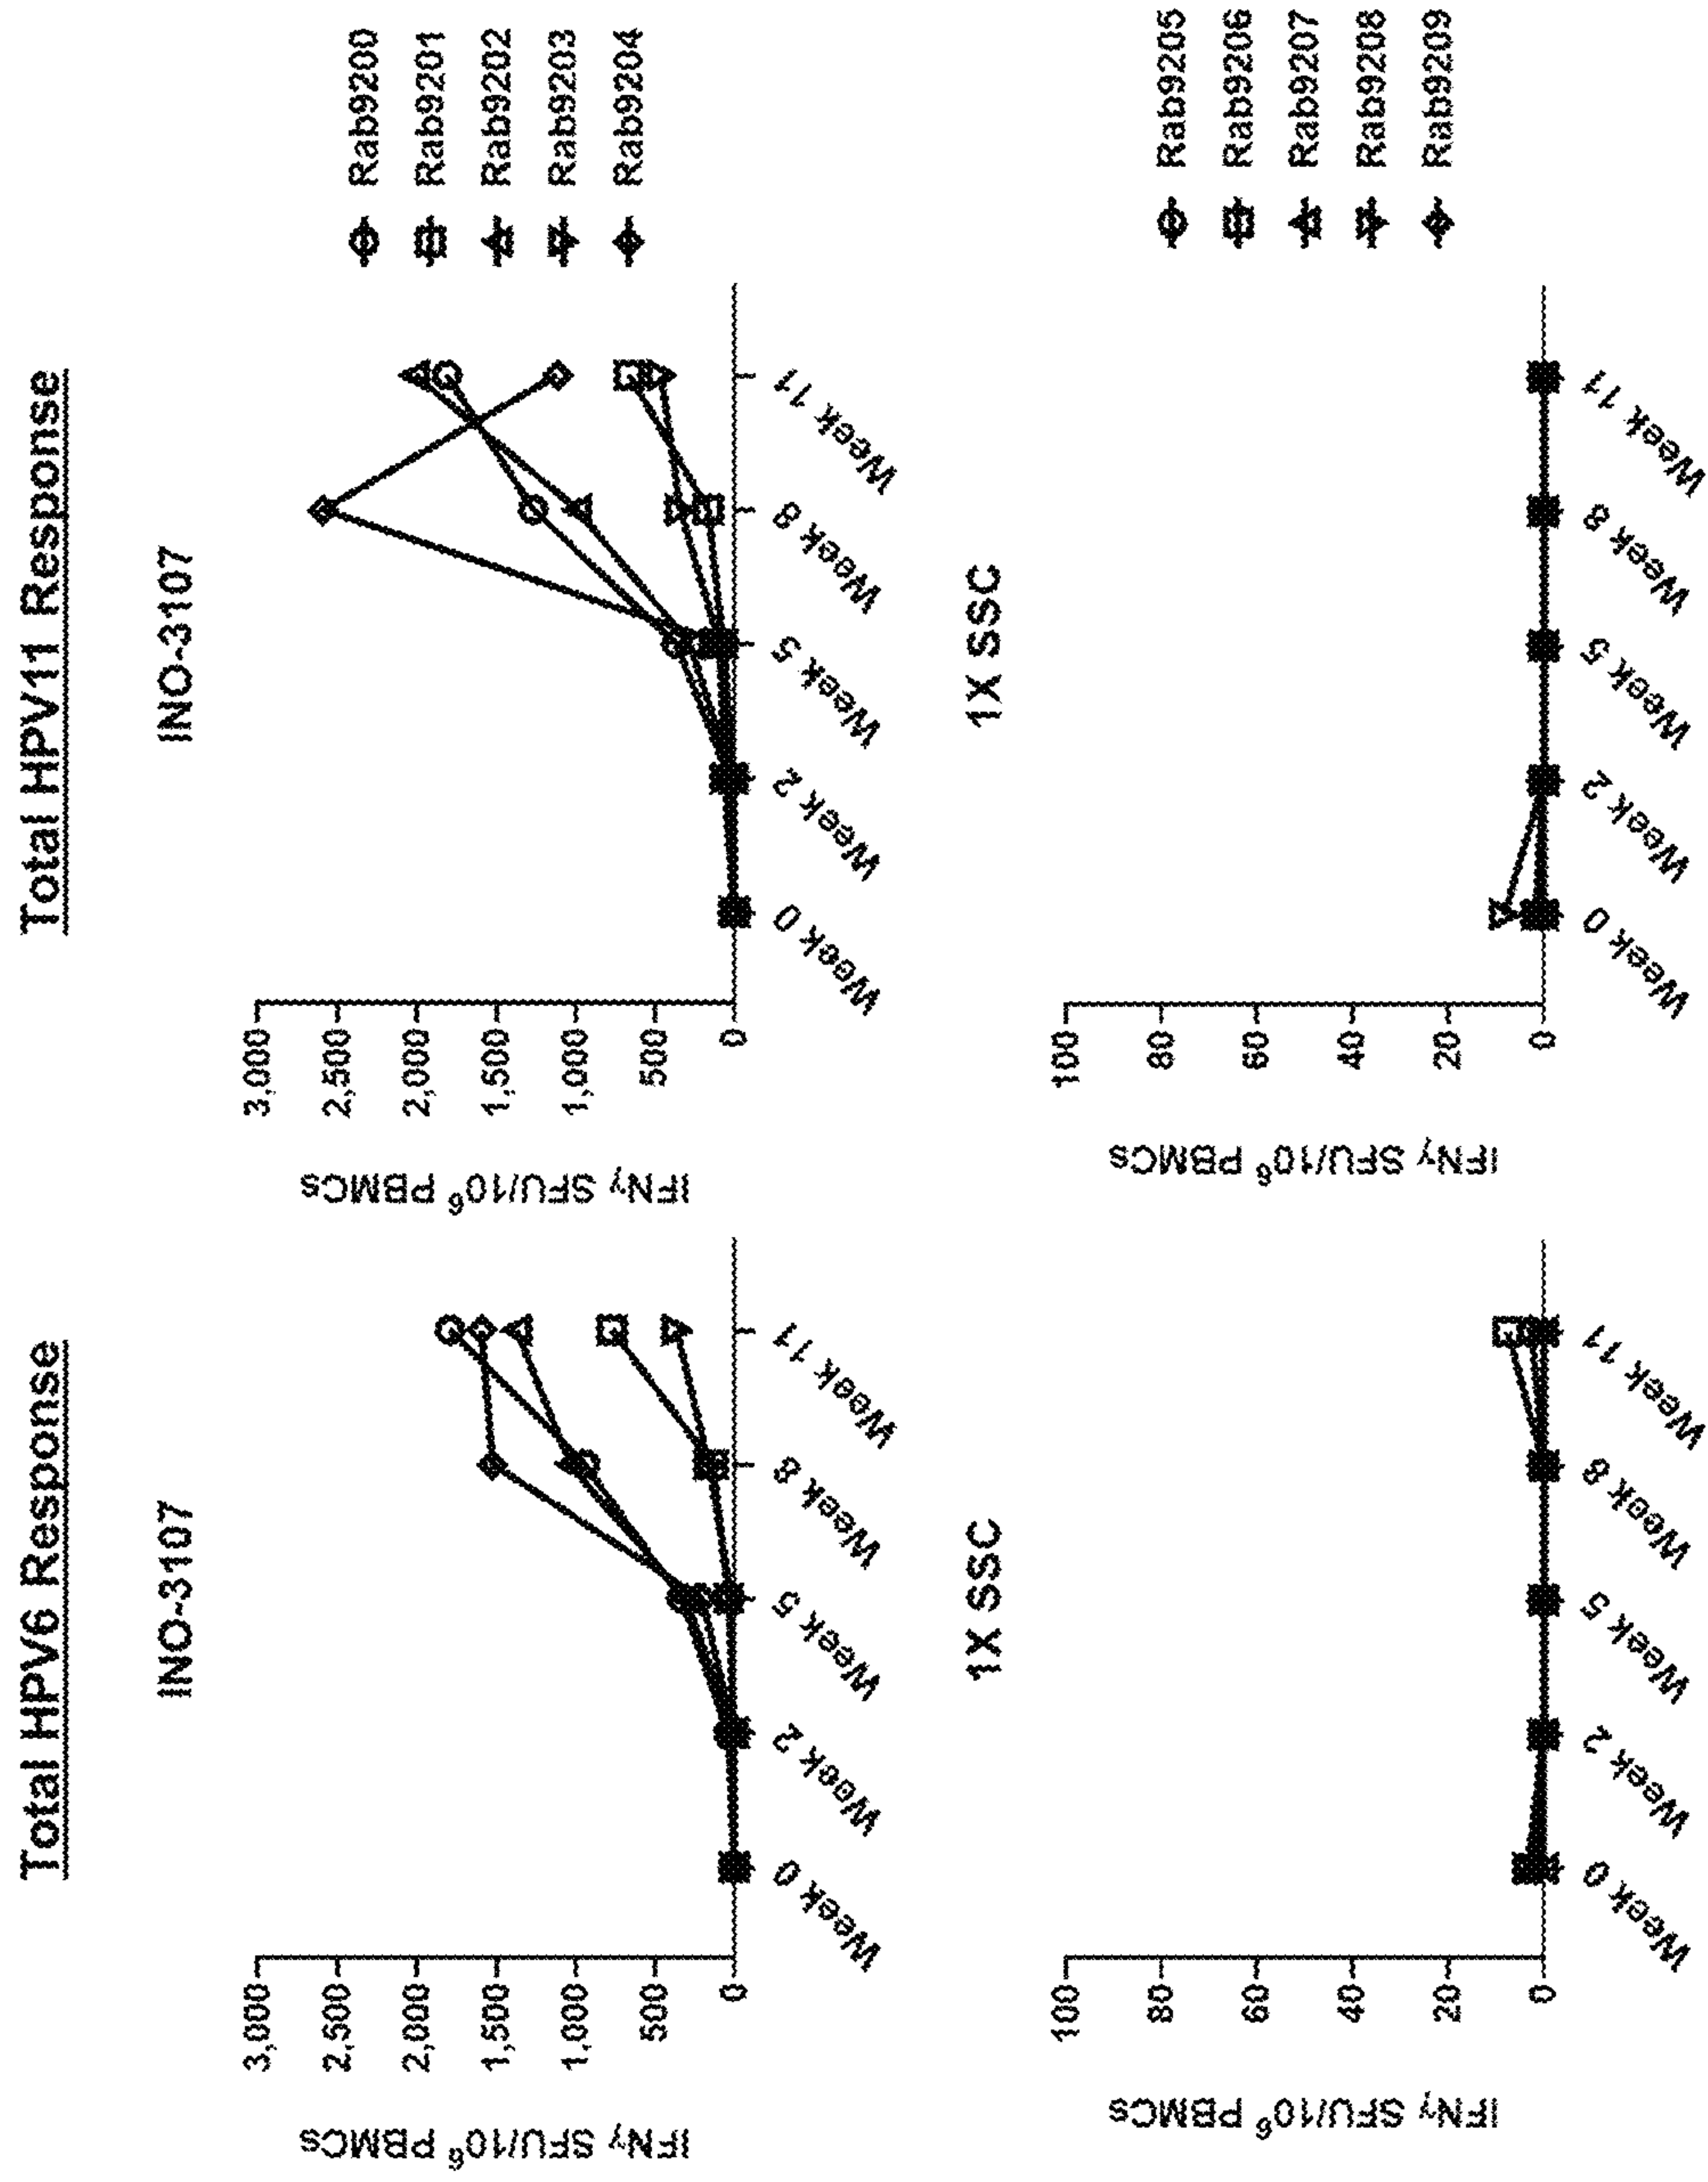 Total HPV6 Response
INO-3107
IFNγ SFU/10⁶ PBMCs
3,000
2,500
2,000
1,500
1,000
500
0
Week 0
Week 2
Week 5
Week 8
Week 11
1X SSC
IFNγ SFU/10⁶ PBMCs
100
80
60
40
20
0
Week 0
Week 2
Week 5
Week 8
Week 11
Total HPV11 Response
INO-3107
IFNγ SFU/10⁶ PBMCs
3,000
2,500
2,000
1,500
1,000
500
0
Week 0
Week 2
Week 5
Week 8
Week 11
Rab9200
Rab9201
Rab9202
Rab9203
Rab9204
1X SSC
IFNγ SFU/10⁶ PBMCs
100
80
60
40
20
0
Week 0
Week 2
Week 5
Week 8
Week 11
Rab9205
Rab9206
Rab9207
Rab9208
Rab9209